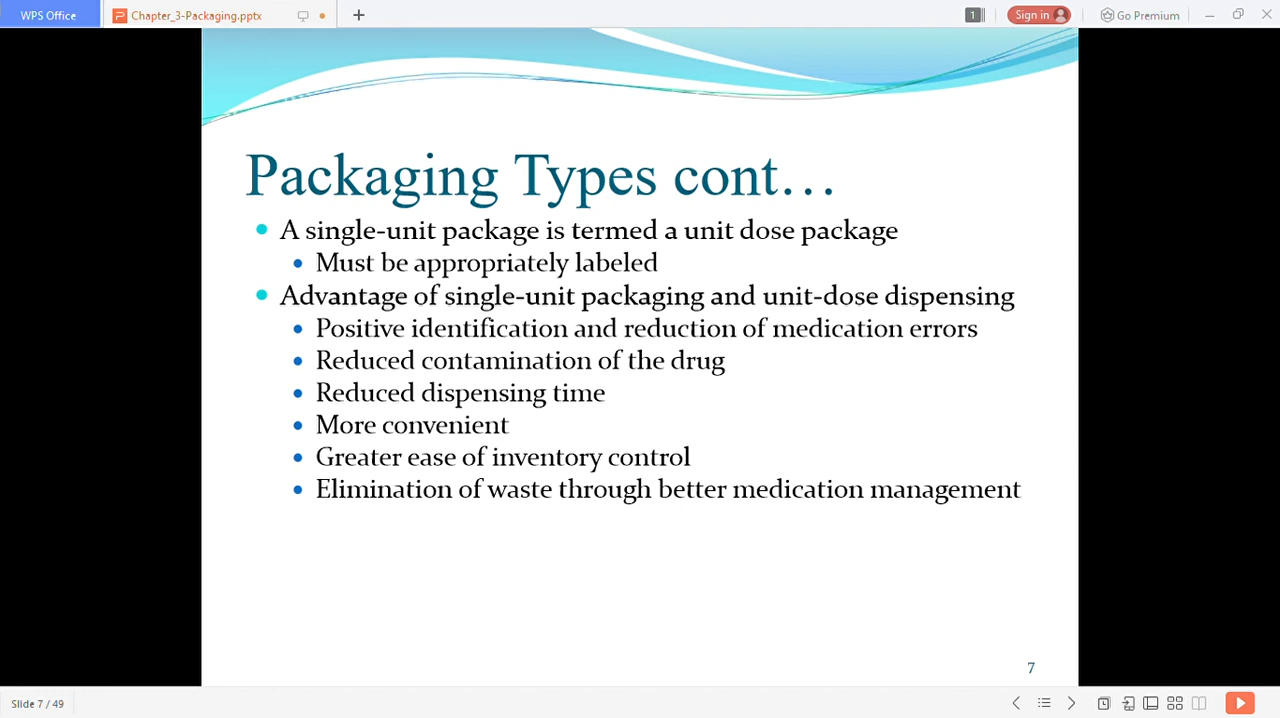 WPS Office
Chapter_3-Packaging.pptx
1
Sign in
Go Premium
Packaging Types cont…
A single-unit package is termed a unit dose package
Must be appropriately labeled
Advantage of single-unit packaging and unit-dose dispensing
Positive identification and reduction of medication errors
Reduced contamination of the drug
Reduced dispensing time
More convenient
Greater ease of inventory control
Elimination of waste through better medication management
7
Slide 7 / 49